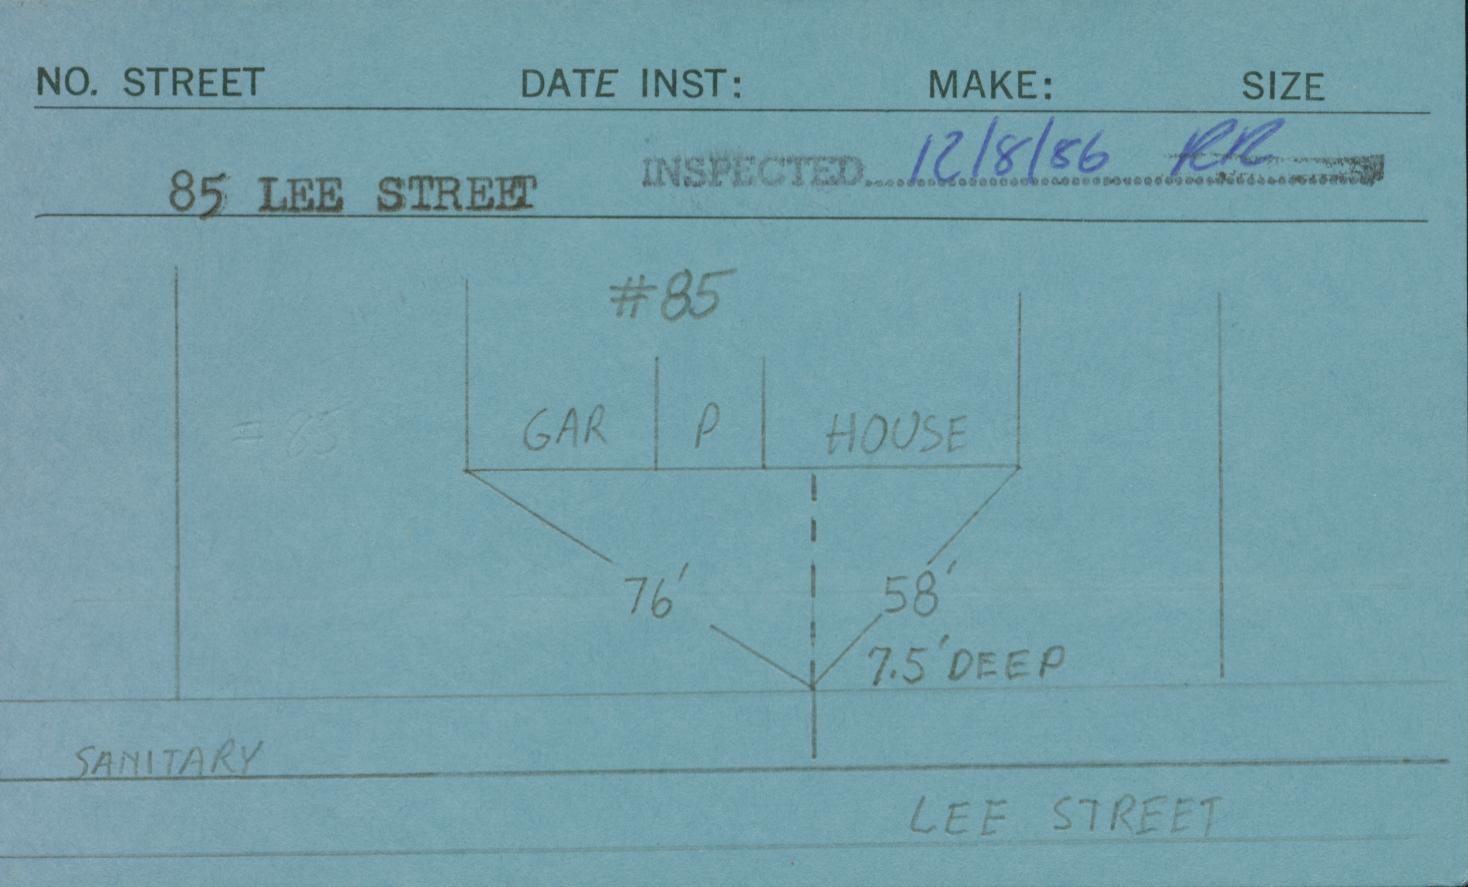 NO. STREET DATE INST: MAKE: SIZE
85 LEE STREET INSPECTED 12/8/86 RR
#85
GAR P HOUSE
76' 58'
7.5' DEEP
SANITARY
LEE STREET